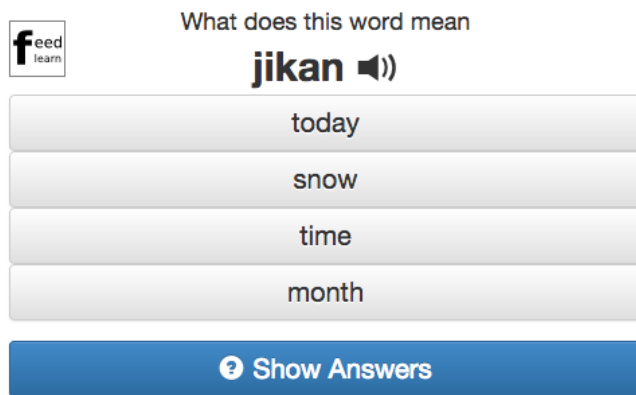 feed
learn
What does this word mean
jikan
today
snow
time
month
Show Answers